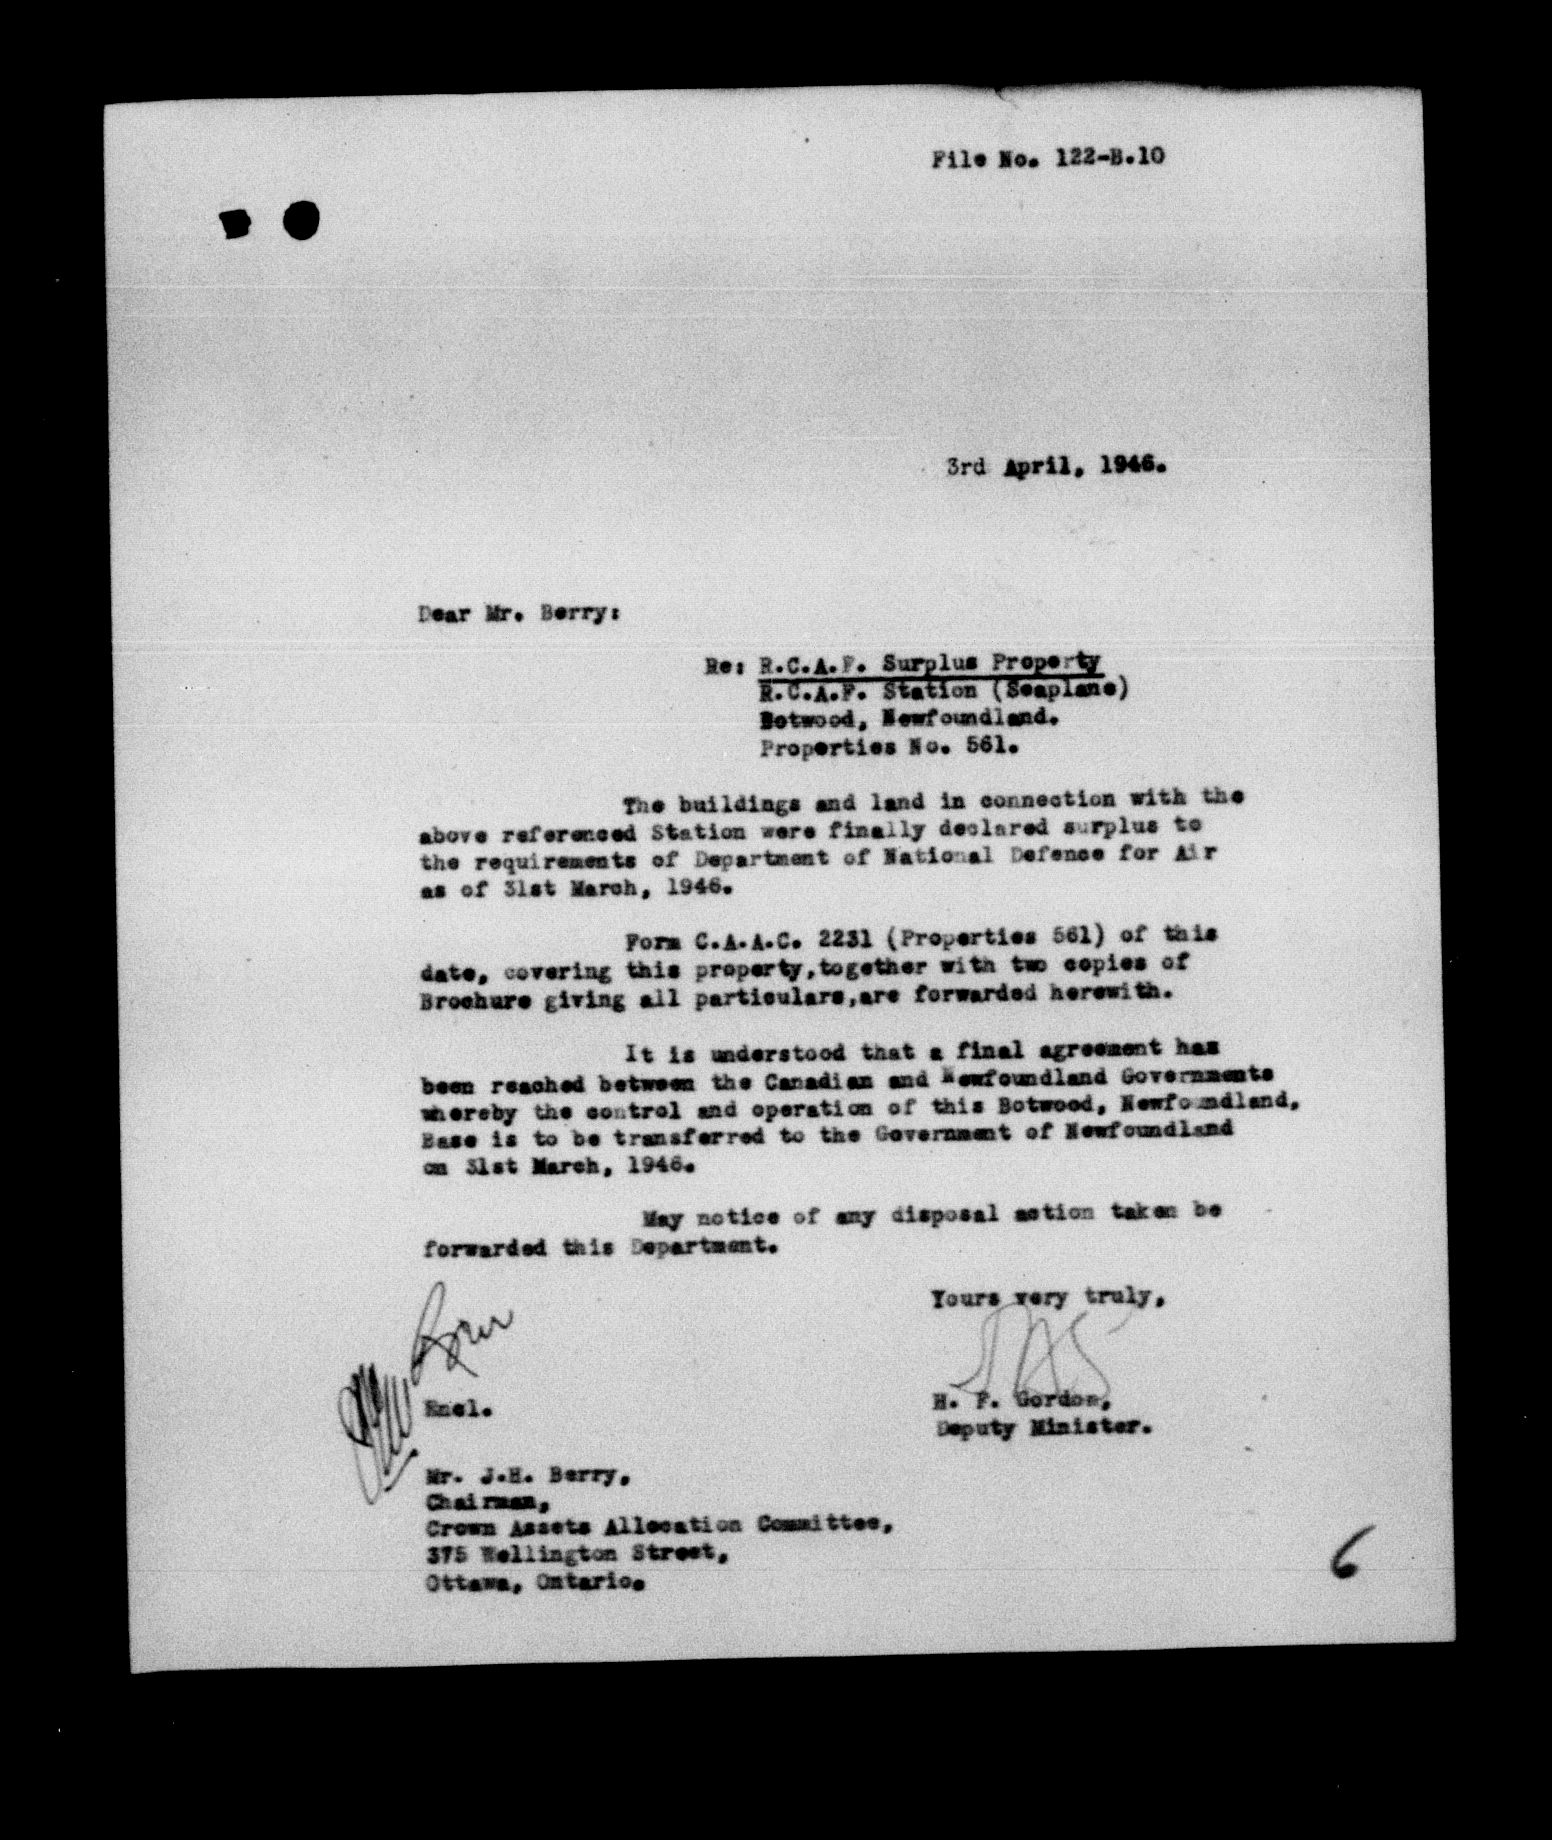 File No. 122-B.10
3rd April, 1946.
Dear Mr. Berry:
Re: R.C.A.F. Surplus Property
R.C.A.F. Station (Seaplane)
Botwood, Newfoundland.
Properties No. 561.
The buildings and land in connection with the
above referenced Station were finally declared surplus to
the requirements of Department of National Defence for Air
as of 31st March, 1946.
Form C.A.A.C. 2231 (Properties 561) of this
date, covering this property,together with two copies of
Brochure giving all particulars,are forwarded herewith.
It is understood that a final agreement has
been reached between the Canadian and Newfoundland Governments
whereby the control and operation of this Botwood, Newfoundland,
Base is to be transferred to the Government of Newfoundland
on 31st March, 1946.
May notice of any disposal action taken be
forwarded this Department.
Yours very truly,
Encl.
H. F. Gordon,
Deputy Minister.
Mr. J.H. Berry,
Chairman,
Crown Assets Allocation Committee,
375 Wellington Street,
Ottawa, Ontario.
6